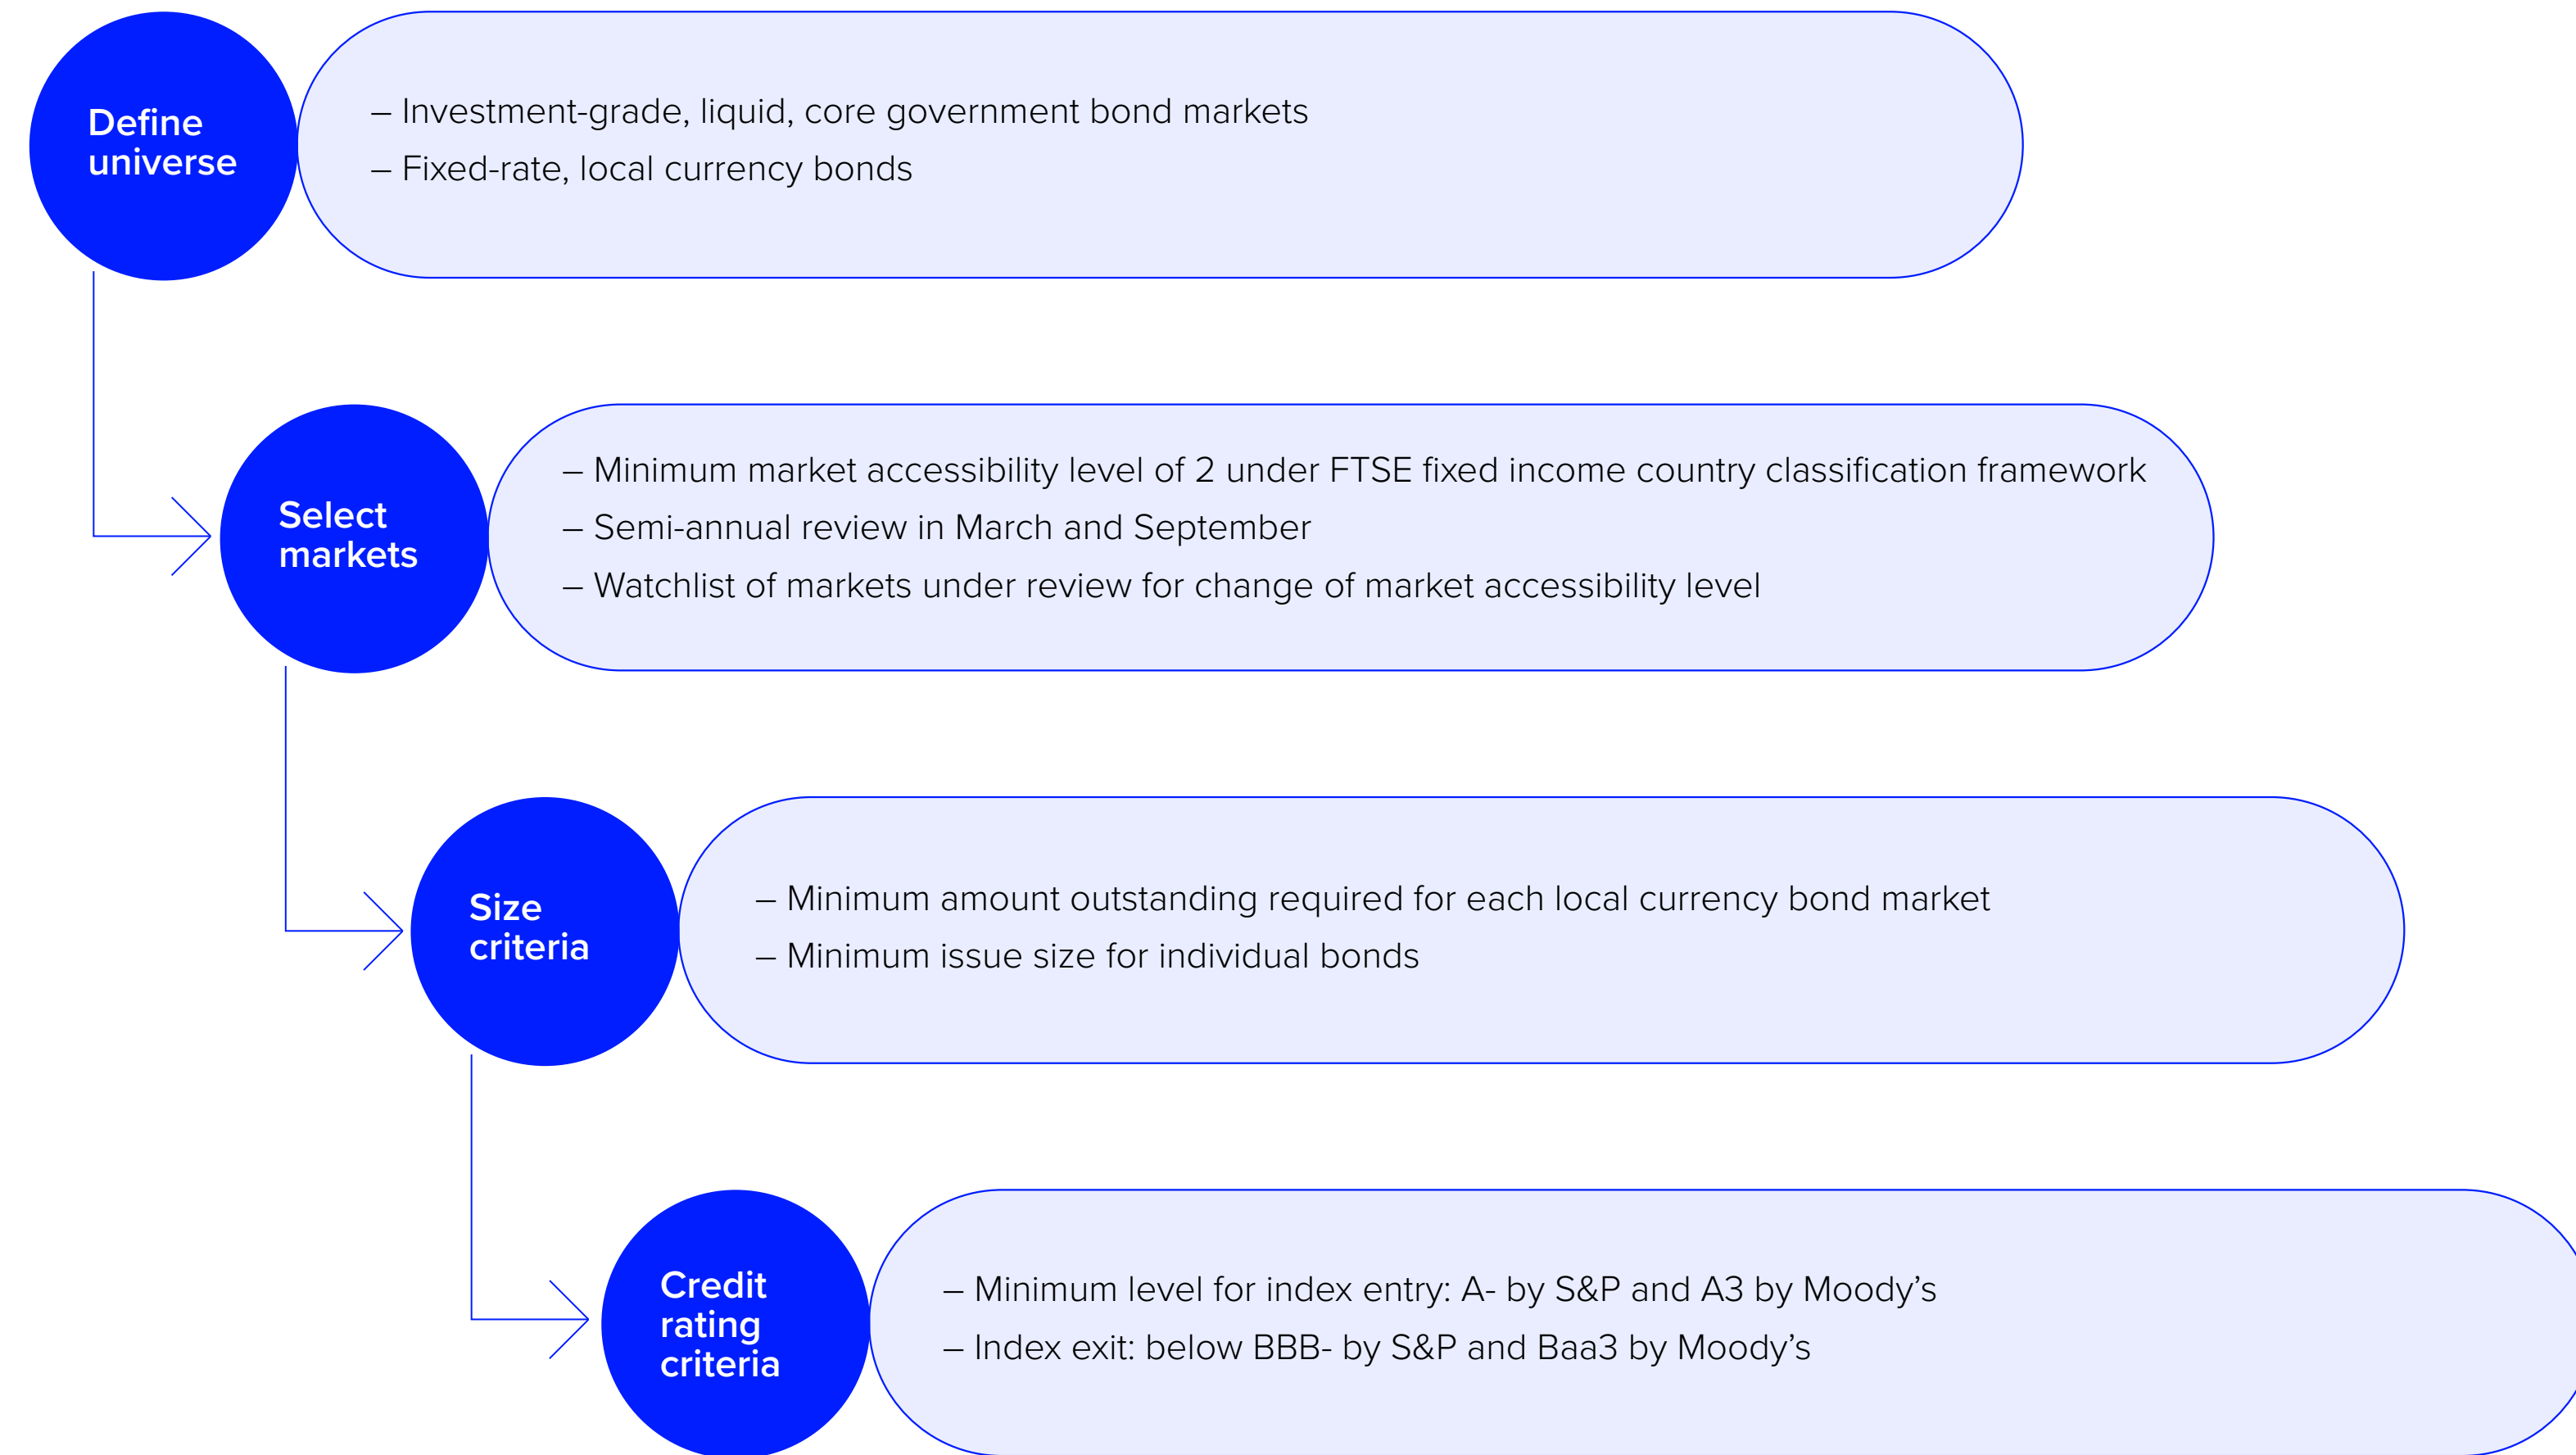 Define
universe
– Investment-grade, liquid, core government bond markets
– Fixed-rate, local currency bonds
Select
markets
– Minimum market accessibility level of 2 under FTSE fixed income country classification framework
– Semi-annual review in March and September
– Watchlist of markets under review for change of market accessibility level
Size
criteria
– Minimum amount outstanding required for each local currency bond market
– Minimum issue size for individual bonds
Credit
rating
criteria
– Minimum level for index entry: A- by S&P and A3 by Moody’s
– Index exit: below BBB- by S&P and Baa3 by Moody’s